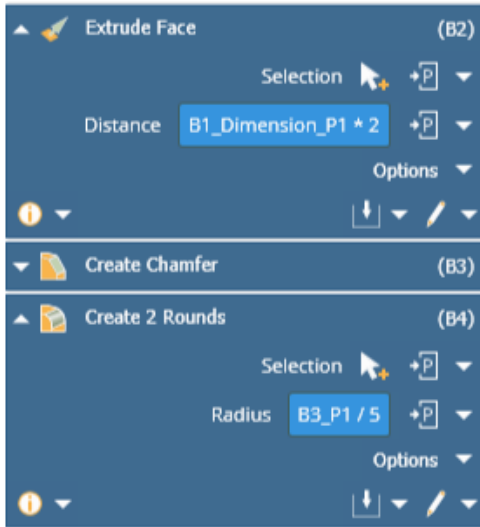 Extrude Face (B2)
Selection P
Distance B1_Dimension_P1 * 2 P
Options
Create Chamfer (B3)
Create 2 Rounds (B4)
Selection P
Radius B3_P1 / 5 P
Options